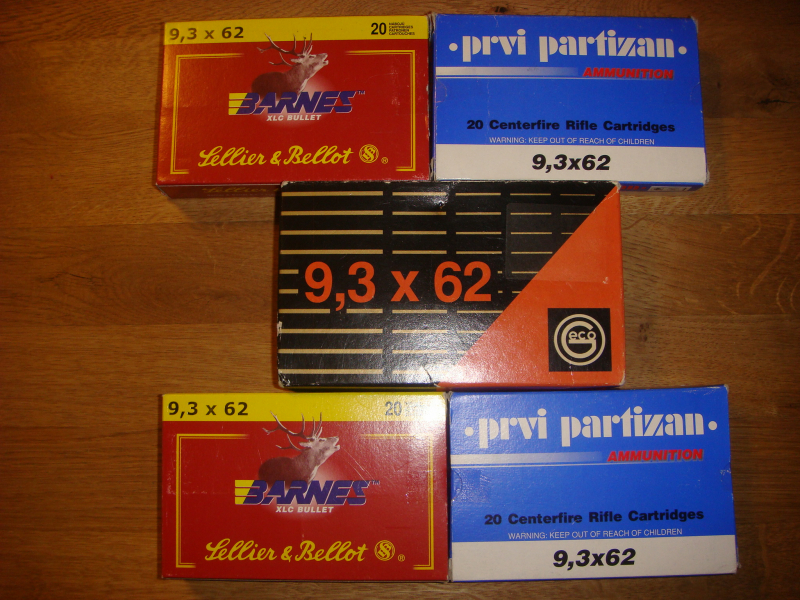 9,3 x 62
20
BARNES™
XLC BULLET
Sellier & Bellot S&B ®
· prvi partizan ·
AMMUNITION
20 Centerfire Rifle Cartridges
WARNING: KEEP OUT OF REACH OF CHILDREN
9,3x62
9,3 x 62
Geco
9,3 x 62
20
BARNES™
XLC BULLET
Sellier & Bellot S&B ®
· prvi partizan ·
AMMUNITION
20 Centerfire Rifle Cartridges
WARNING: KEEP OUT OF REACH OF CHILDREN
9,3x62